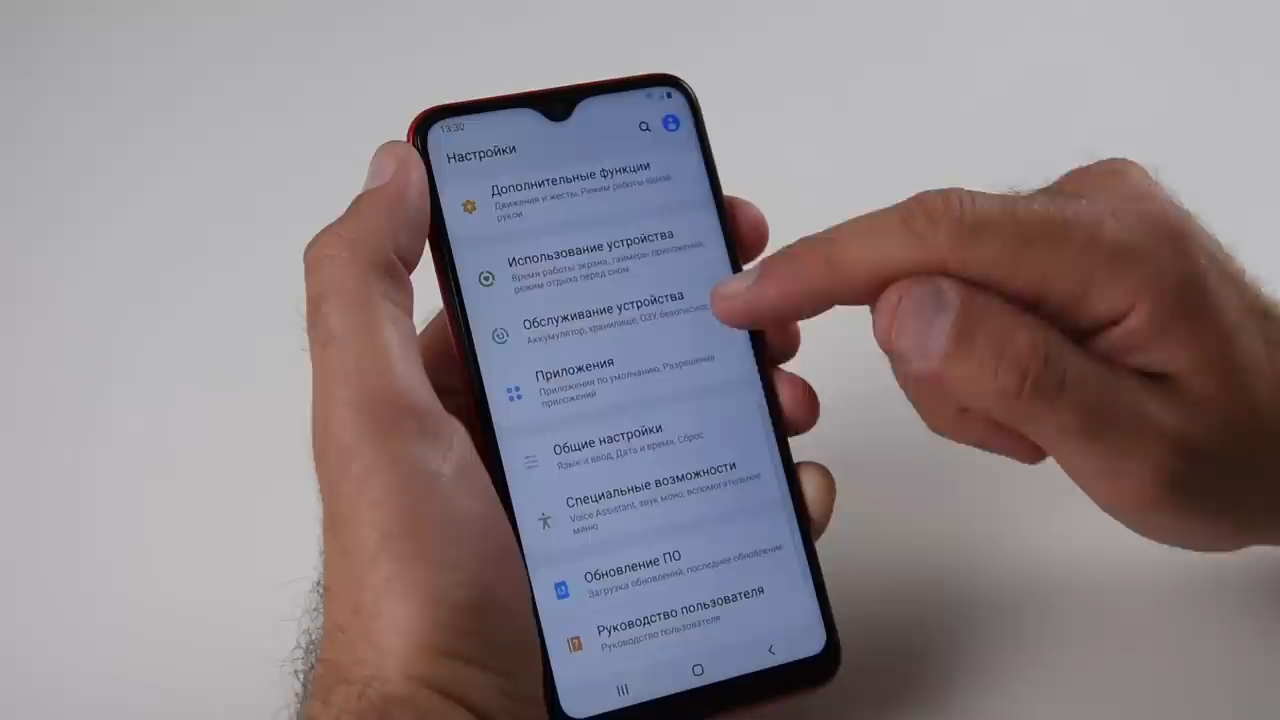 13:30
Настройки
Дополнительные функции
Движения и жесты, Режим работы одной
рукой
Использование устройства
Время работы экрана, таймеры приложений,
режим отдыха перед сном
Обслуживание устройства
Аккумулятор, хранилище, ОЗУ, безопаснос
Приложения
Приложения по умолчанию, Разрешения
приложений
Общие настройки
Язык и ввод, Дата и время, Сброс
Специальные возможности
Voice Assistant, звук моно, вспомогательное
меню
Обновление ПО
Загрузка обновлений, последнее обновление
Руководство пользователя
Руководство пользователя